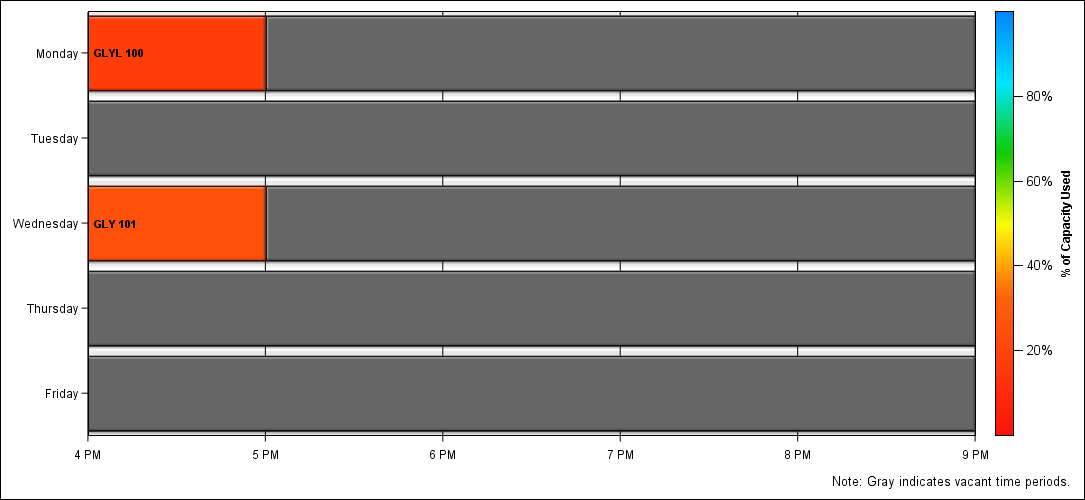 Monday
GLYL 100
Tuesday
Wednesday
GLY 101
Thursday
Friday
4 PM
5 PM
6 PM
7 PM
8 PM
9 PM
80%
60%
40%
20%
% of Capacity Used
Note: Gray indicates vacant time periods.